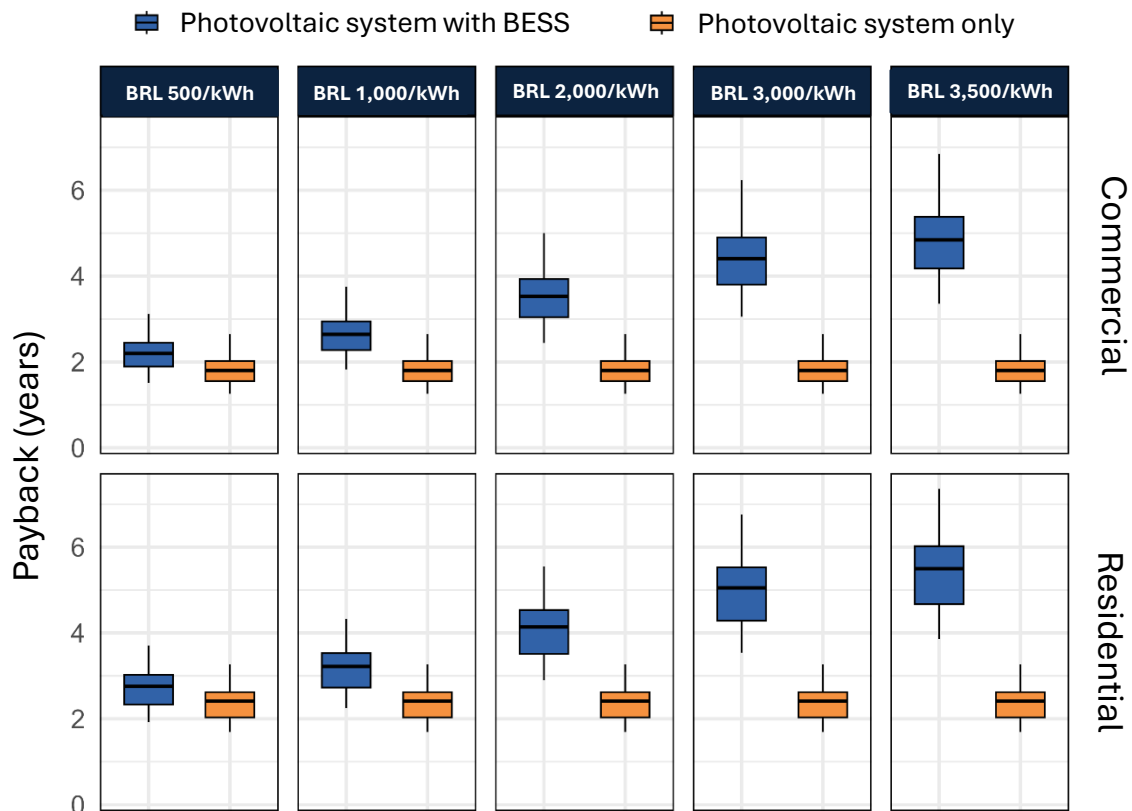 Photovoltaic system with BESS
Photovoltaic system only
BRL 500/kWh
BRL 1,000/kWh
BRL 2,000/kWh
BRL 3,000/kWh
BRL 3,500/kWh
Payback (years)
6
4
2
0
Commercial
6
4
2
0
Residential